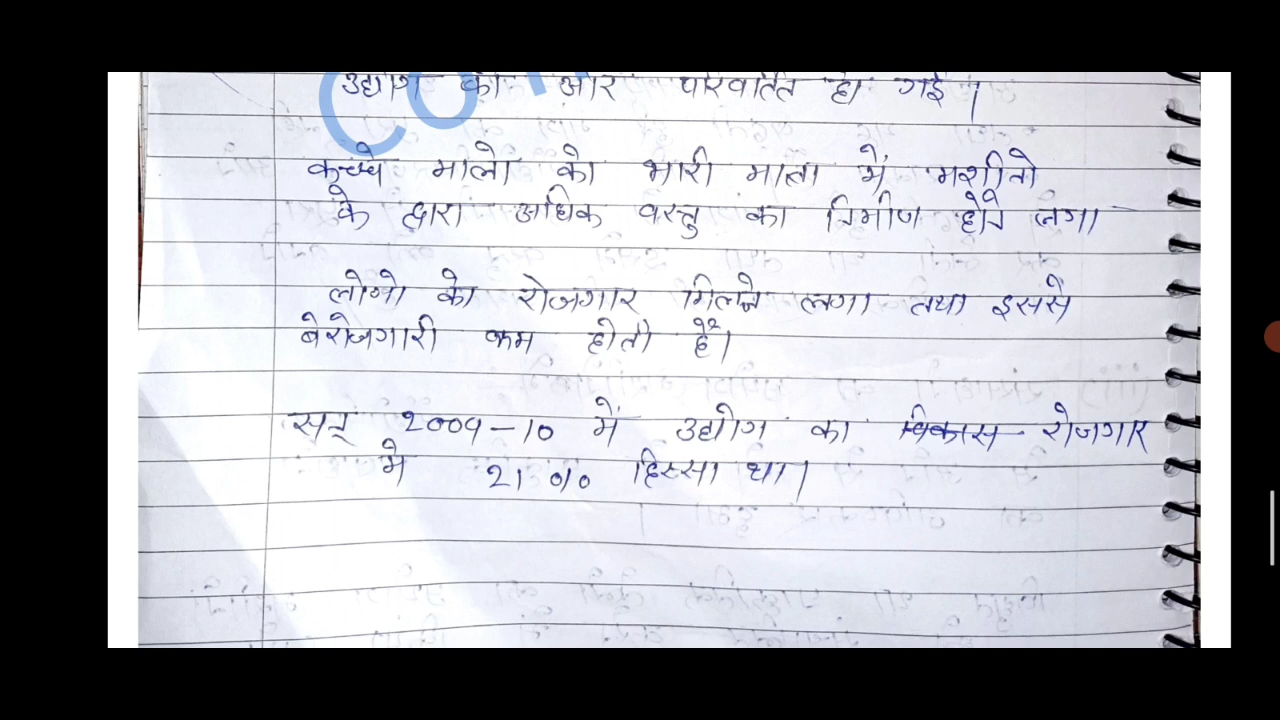 उद्योग की ओर परिवर्तित हो गई।
कच्चे मालो को भारी मात्रा में मशीनो
के द्वारा अधिक वस्तु का निर्माण होने लगा
लोगो को रोजगार मिलने लगा तथा इससे
बेरोजगारी कम होती है।
सन् 2009-10 में उद्योग का विकास रोजगार
मे 21% हिस्सा था।